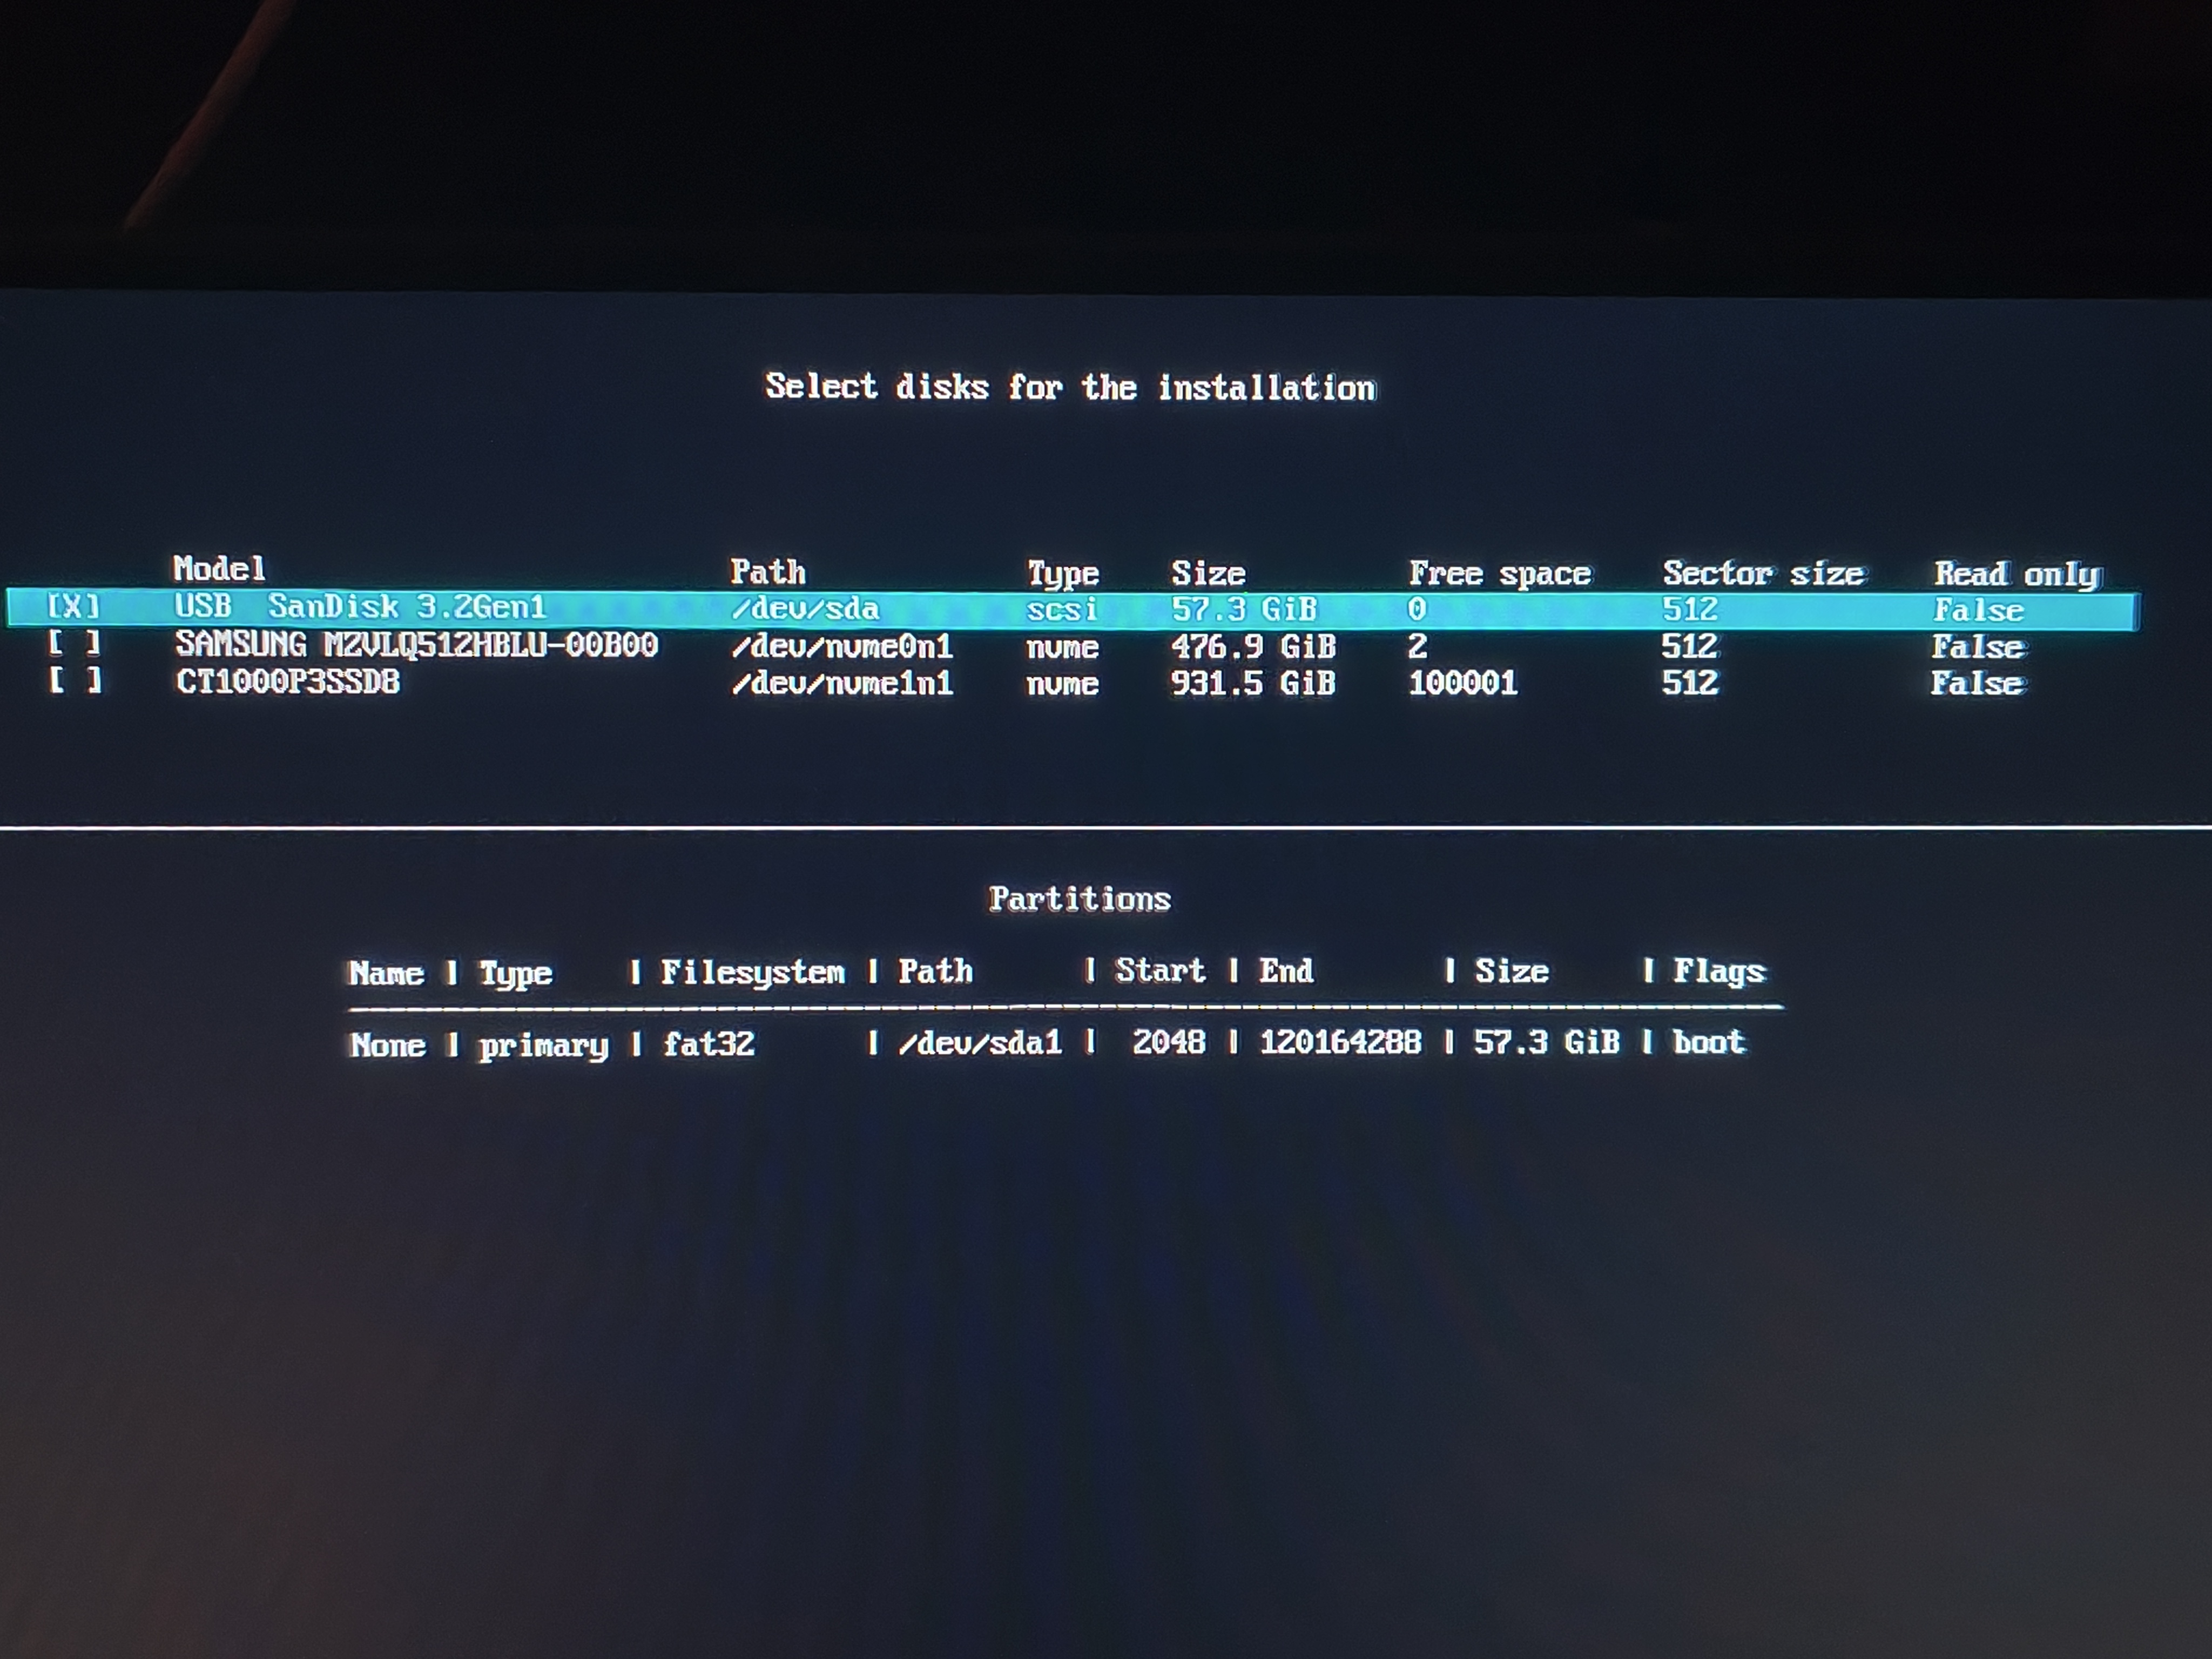 Select disks for the installation
Model Path Type Size Free space Sector size Read only
[X] USB  SanDisk 3.2Gen1 /dev/sda scsi 57.3 GiB 0 512 False
[ ] SAMSUNG MZVLQ512HBLU-00B00 /dev/nvme0n1 nvme 476.9 GiB 2 512 False
[ ] CT1000P3SSD8 /dev/nvme1n1 nvme 931.5 GiB 100001 512 False
Partitions
Name | Type | Filesystem | Path | Start | End | Size | Flags
None | primary | fat32 | /dev/sda1 | 2048 | 120164288 | 57.3 GiB | boot